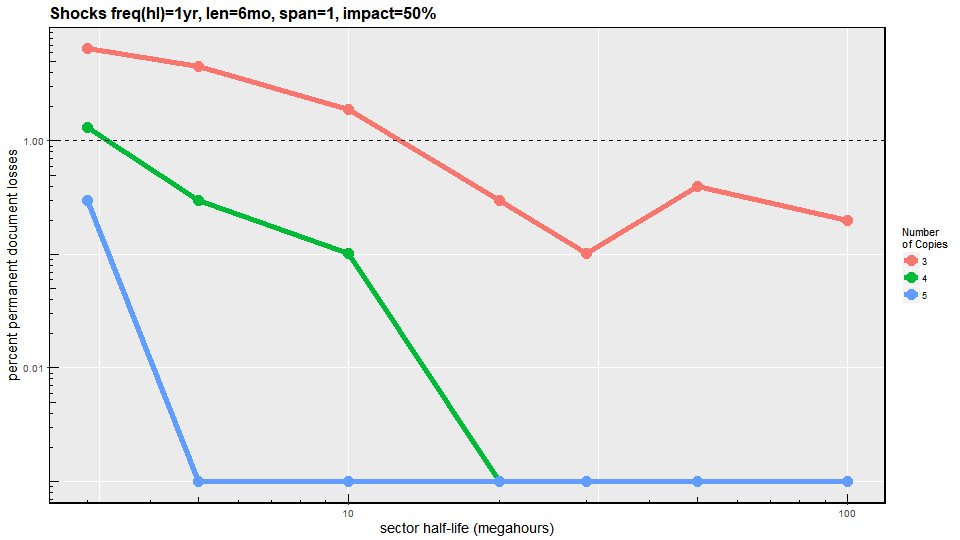 Shocks freq(hl)=1yr, len=6mo, span=1, impact=50%
percent permanent document losses
1.00
0.01
10
100
sector half-life (megahours)
Number
of Copies
3
4
5